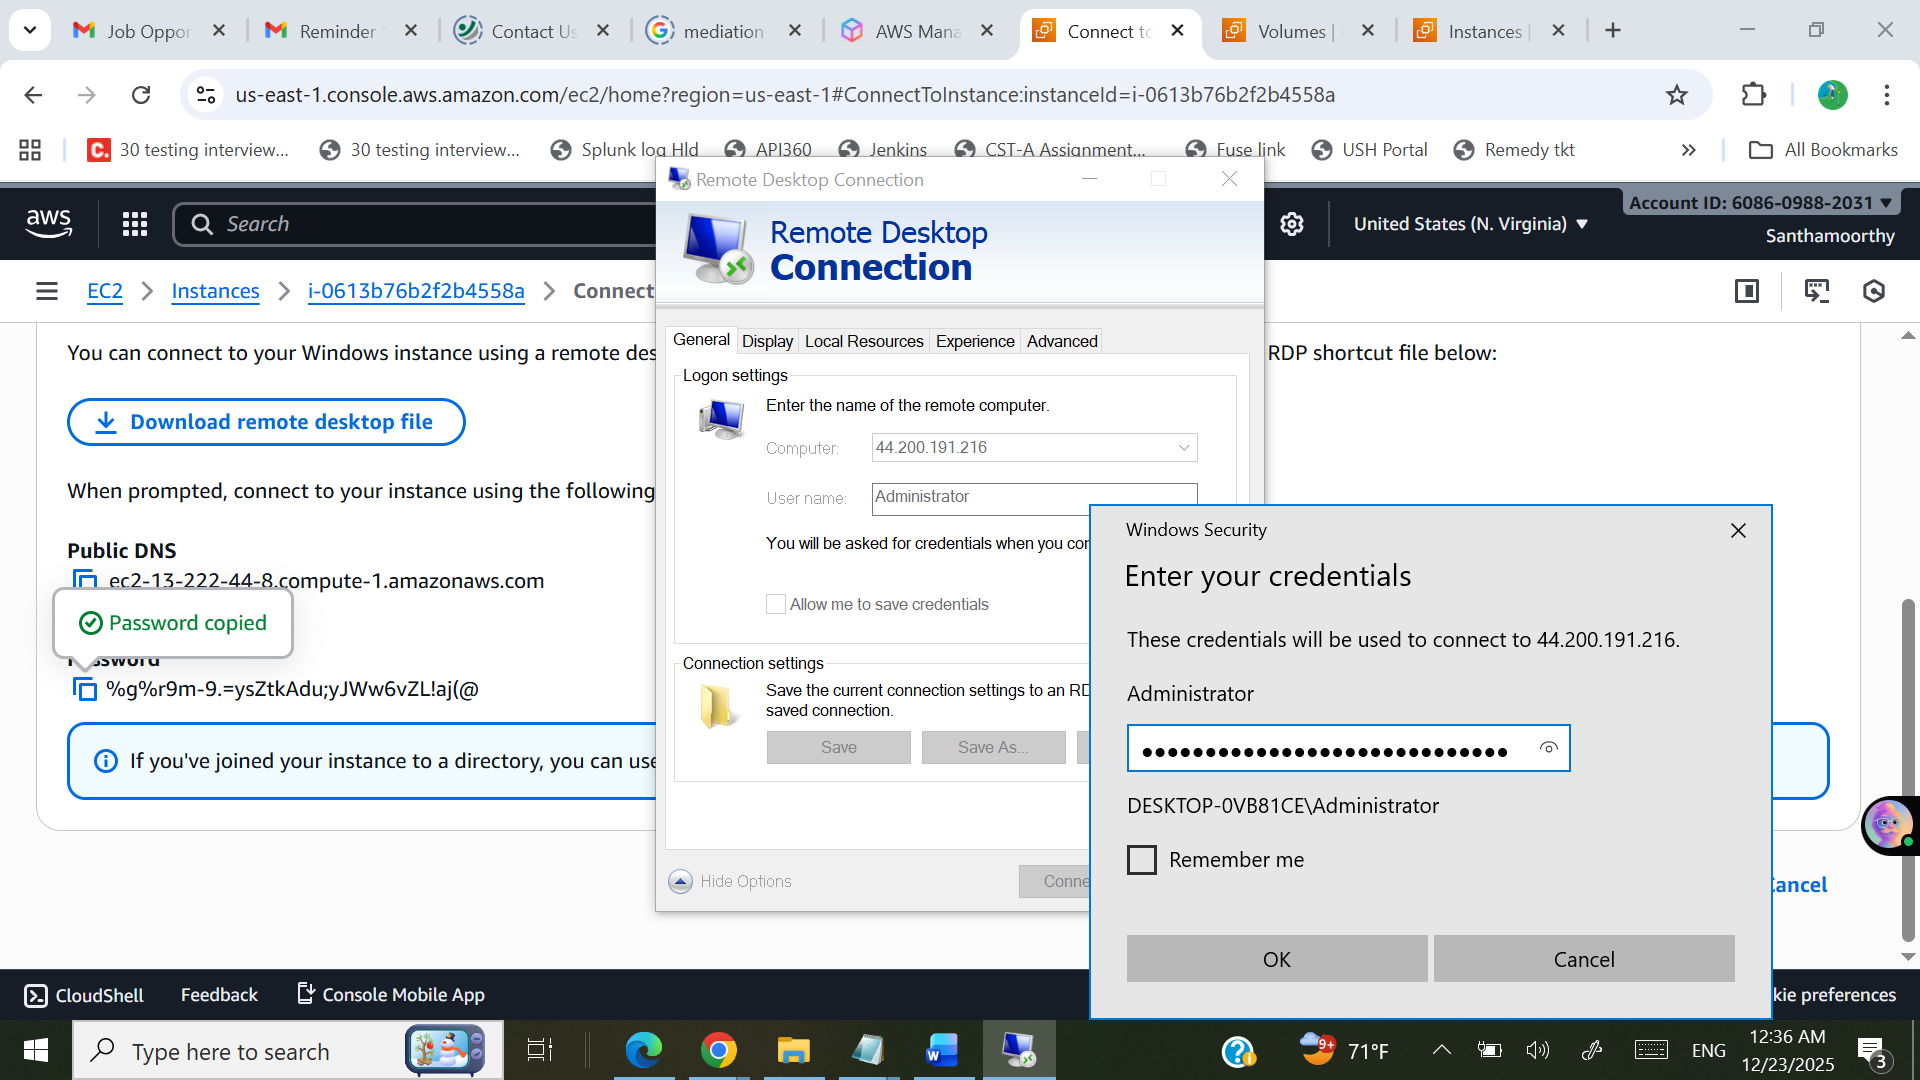 Job Oppor
Reminder
Contact Us
mediation
AWS Mana
Connect to
Volumes |
Instances |
us-east-1.console.aws.amazon.com/ec2/home?region=us-east-1#ConnectToInstance:instanceId=i-0613b76b2f2b4558a
30 testing interview...
30 testing interview...
Splunk log Hld
API360
Jenkins
CST-A Assignment...
Fuse link
USH Portal
Remedy tkt
All Bookmarks
aws
Search
United States (N. Virginia)
Account ID: 6086-0988-2031
Santhamoorthy
EC2
Instances
i-0613b76b2f2b4558a
Connect
You can connect to your Windows instance using a remote des
RDP shortcut file below:
Download remote desktop file
When prompted, connect to your instance using the following
Public DNS
ec2-13-222-44-8.compute-1.amazonaws.com
Password copied
Password
%g%r9m-9.=ysZtkAdu;yJWw6vZL!aj(@
If you've joined your instance to a directory, you can use
Cancel
Remote Desktop Connection
Remote Desktop
Connection
General
Display
Local Resources
Experience
Advanced
Logon settings
Enter the name of the remote computer.
Computer:
44.200.191.216
User name:
Administrator
You will be asked for credentials when you con
Allow me to save credentials
Connection settings
Save the current connection settings to an RD
saved connection.
Save
Save As...
Hide Options
Conne
Windows Security
Enter your credentials
These credentials will be used to connect to 44.200.191.216.
Administrator
DESKTOP-0VB81CE\Administrator
Remember me
OK
Cancel
CloudShell
Feedback
Console Mobile App
kie preferences
Type here to search
9+
71°F
ENG
12:36 AM
12/23/2025
3